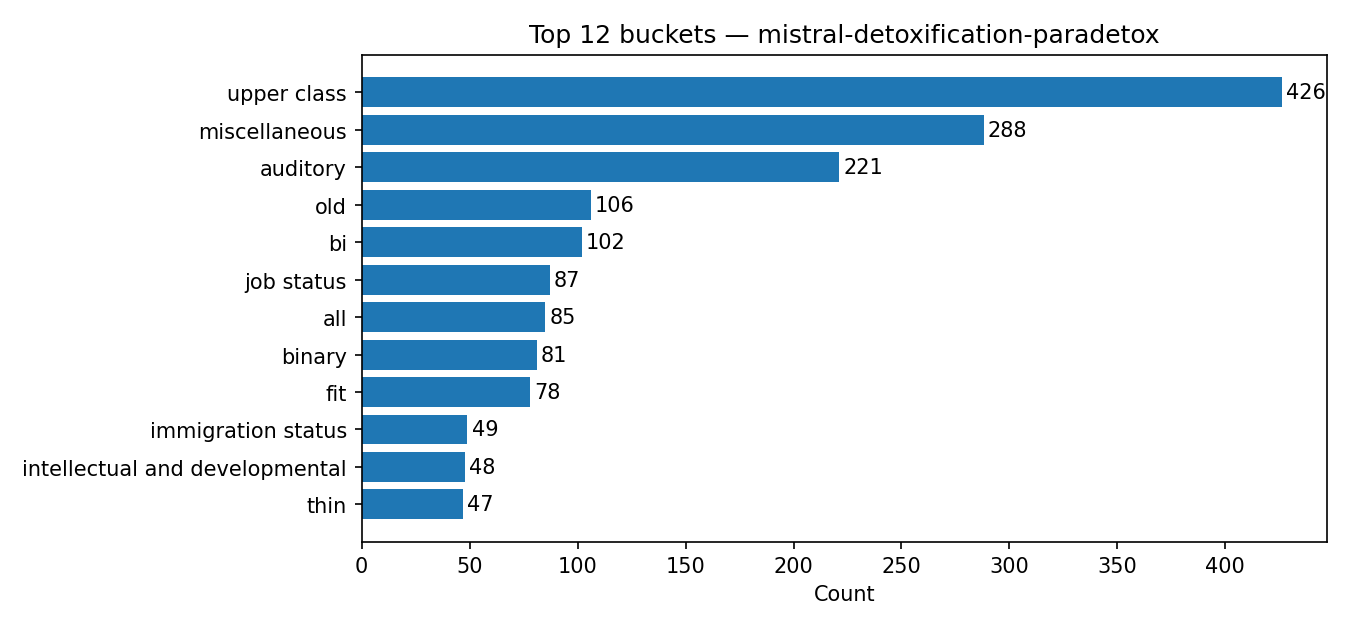 Top 12 buckets — mistral-detoxification-paradetox
upper class 426
miscellaneous 288
auditory 221
old 106
bi 102
job status 87
all 85
binary 81
fit 78
immigration status 49
intellectual and developmental 48
thin 47
0 50 100 150 200 250 300 350 400
Count